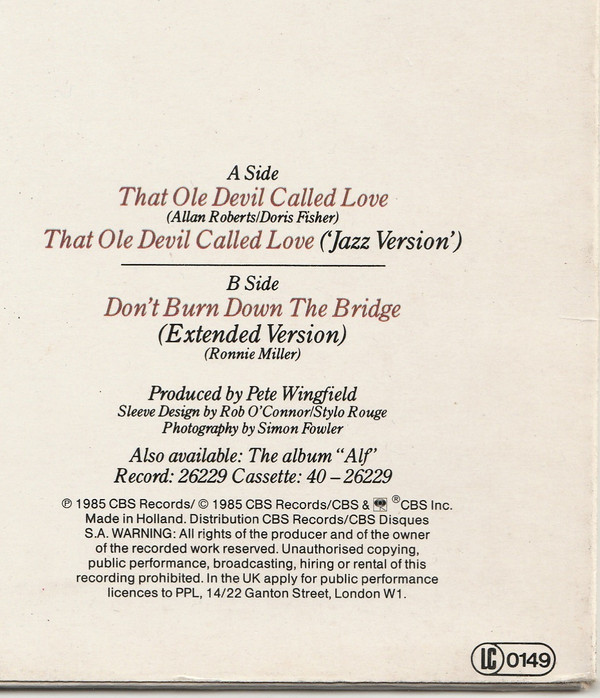 A Side
That Ole Devil Called Love
(Allan Roberts/Doris Fisher)
That Ole Devil Called Love ('Jazz Version')
B Side
Don't Burn Down The Bridge
(Extended Version)
(Ronnie Miller)
Produced by Pete Wingfield
Sleeve Design by Rob O'Connor/Stylo Rouge
Photography by Simon Fowler
Also available: The album "Alf"
Record: 26229 Cassette: 40 – 26229
℗ 1985 CBS Records/ © 1985 CBS Records/CBS & ® CBS Inc.
Made in Holland. Distribution CBS Records/CBS Disques
S.A. WARNING: All rights of the producer and of the owner
of the recorded work reserved. Unauthorised copying,
public performance, broadcasting, hiring or rental of this
recording prohibited. In the UK apply for public performance
licences to PPL, 14/22 Ganton Street, London W1.
LC 0149